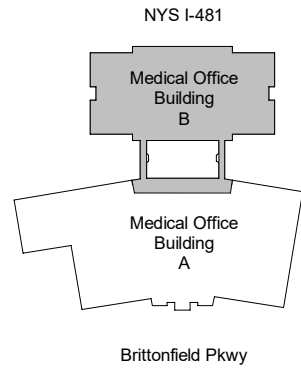 NYS I-481
Medical Office
Building
B
Medical Office
Building
A
Brittonfield Pkwy